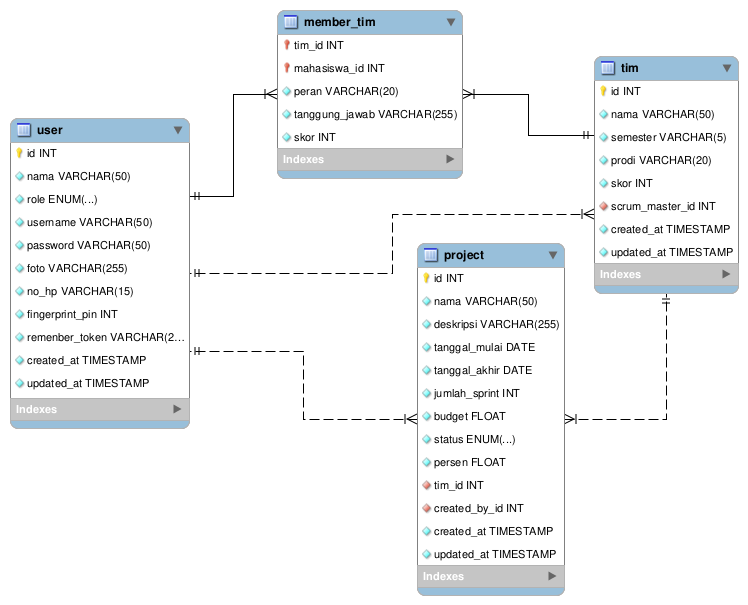 member_tim
tim_id INT
mahasiswa_id INT
peran VARCHAR(20)
tanggung_jawab VARCHAR(255)
skor INT
Indexes
tim
id INT
nama VARCHAR(50)
semester VARCHAR(5)
prodi VARCHAR(20)
skor INT
scrum_master_id INT
created_at TIMESTAMP
updated_at TIMESTAMP
Indexes
user
id INT
nama VARCHAR(50)
role ENUM(...)
username VARCHAR(50)
password VARCHAR(50)
foto VARCHAR(255)
no_hp VARCHAR(15)
fingerprint_pin INT
remenber_token VARCHAR(2...
created_at TIMESTAMP
updated_at TIMESTAMP
Indexes
project
id INT
nama VARCHAR(50)
deskripsi VARCHAR(255)
tanggal_mulai DATE
tanggal_akhir DATE
jumlah_sprint INT
budget FLOAT
status ENUM(...)
persen FLOAT
tim_id INT
created_by_id INT
created_at TIMESTAMP
updated_at TIMESTAMP
Indexes